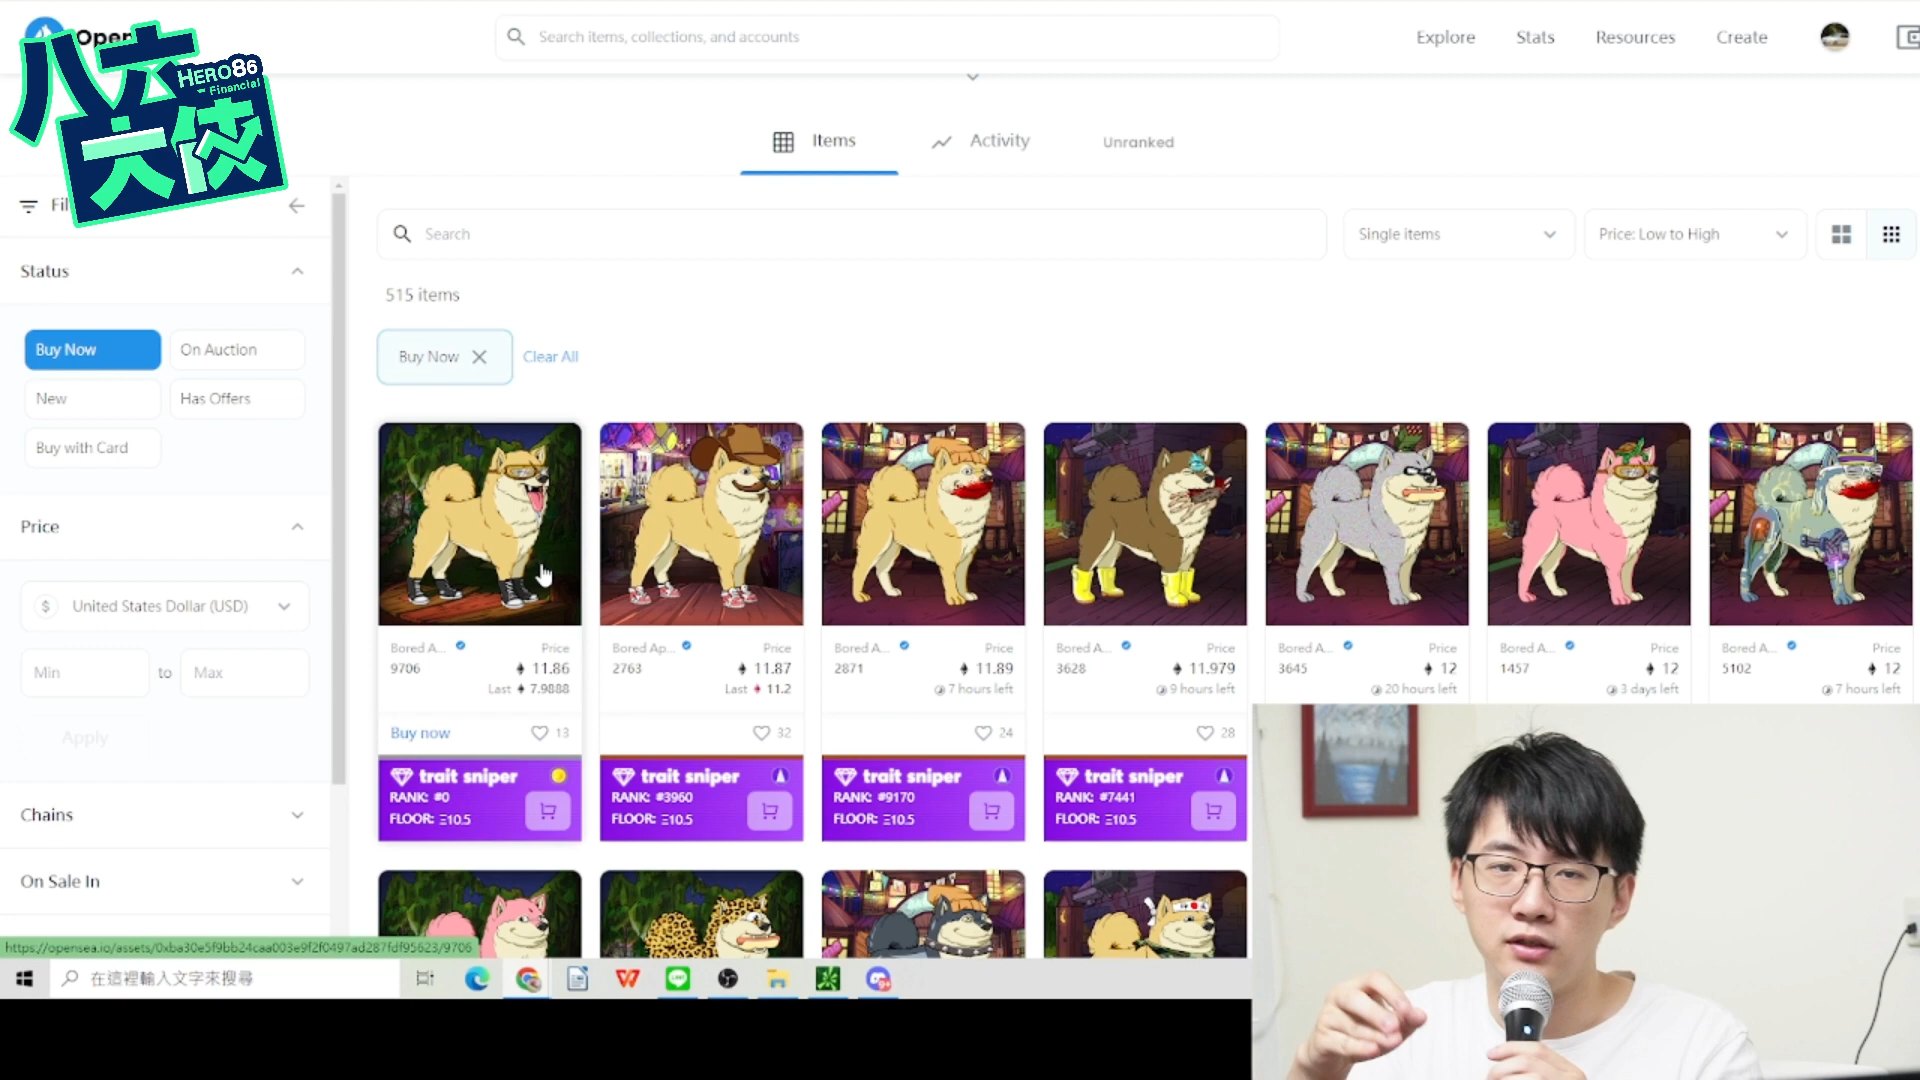 Open
八六
HERO86
Financial
大俠
Search items, collections, and accounts
Explore
Stats
Resources
Create
Items
Activity
Unranked
Fil
Search
Single items
Price: Low to High
Status
515 items
Buy Now
On Auction
Buy Now
Clear All
New
Has Offers
Buy with Card
Price
$ United States Dollar (USD)
Min
to
Max
Apply
Chains
On Sale In
Bored A...
Price
9706
11.86
Last 7.9888
Buy now
13
Bored Ap...
Price
2763
11.87
Last 11.2
32
Bored A...
Price
2871
11.89
7 hours left
24
Bored A...
Price
3628
11.979
9 hours left
28
Bored A...
Price
3645
12
20 hours left
Bored A...
Price
1457
12
3 days left
Bored A...
Price
5102
12
7 hours left
trait sniper
RANK: #0
FLOOR: Ξ10.5
trait sniper
RANK: #3960
FLOOR: Ξ10.5
trait sniper
RANK: #9170
FLOOR: Ξ10.5
trait sniper
RANK: #7441
FLOOR: Ξ10.5
https://opensea.io/assets/0xba30e5f9bb24caa003e9f2f0497ad287fdf95623/9706
在這裡輸入文字來搜尋